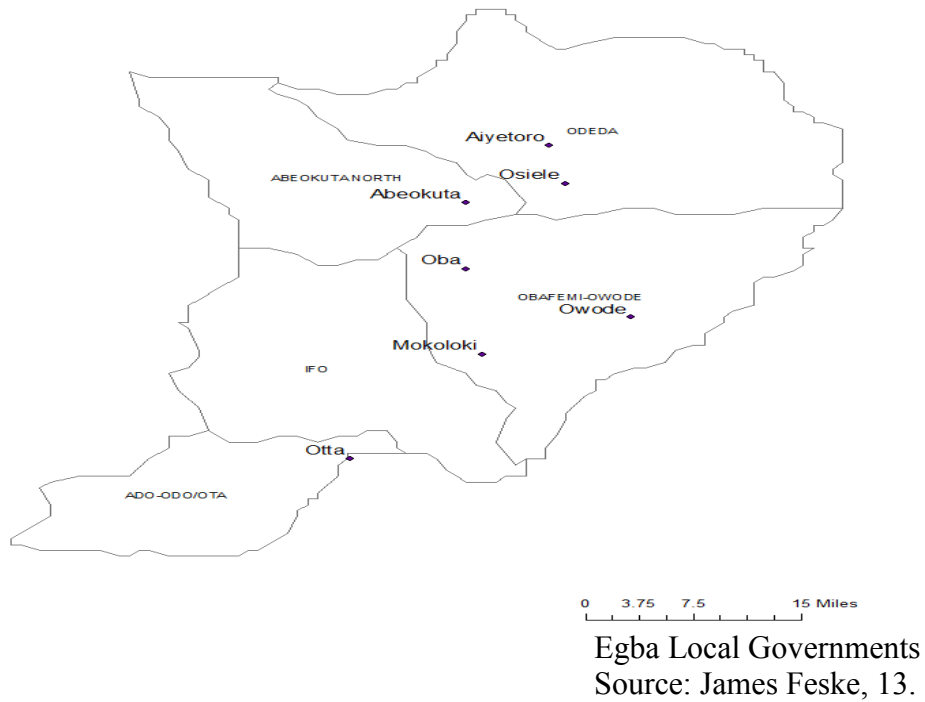 ODEDA
Aiyetoro
Osiele
ABEOKUTA NORTH
Abeokuta
Oba
OBAFEMI-OWODE
Owode
Mokoloki
IFO
Otta
ADO-ODO/OTA
0 3.75 7.5 15 Miles
Egba Local Governments
Source: James Feske, 13.